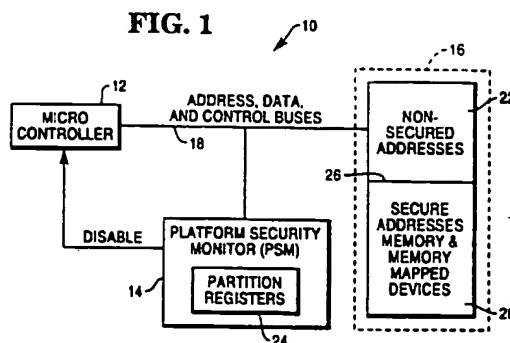 FIG. 1
10
16
12
MICRO
CONTROLLER
ADDRESS, DATA,
AND CONTROL BUSES
18
22
NON-
SECURED
ADDRESSES
26
DISABLE
PLATFORM SECURITY
MONITOR (PSM)
PARTITION
REGISTERS
14
24
SECURE
ADDRESSES
MEMORY &
MEMORY
MAPPED
DEVICES
20